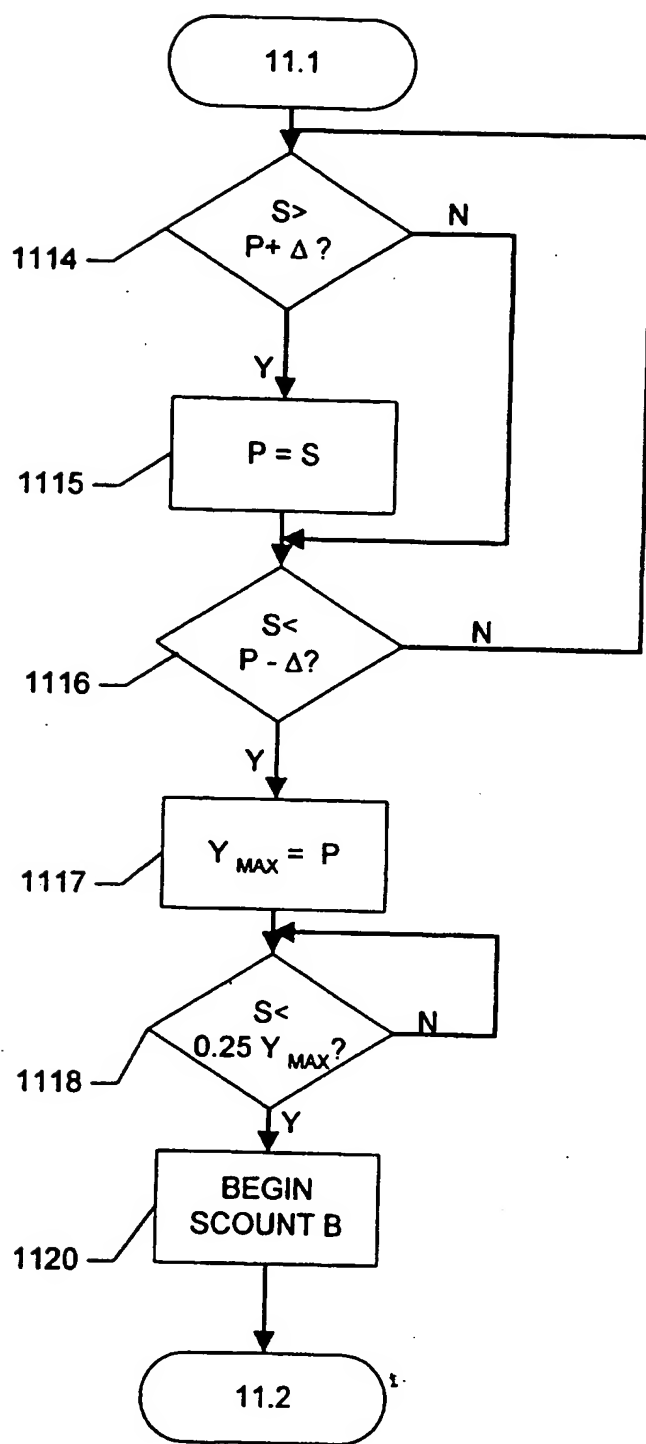 11.1
S>
P+ Δ ?
N
1114
Y
P = S
1115
S<
P - Δ?
N
1116
Y
Y MAX = P
1117
S<
0.25 Y MAX?
N
1118
Y
BEGIN
SCOUNT B
1120
11.2